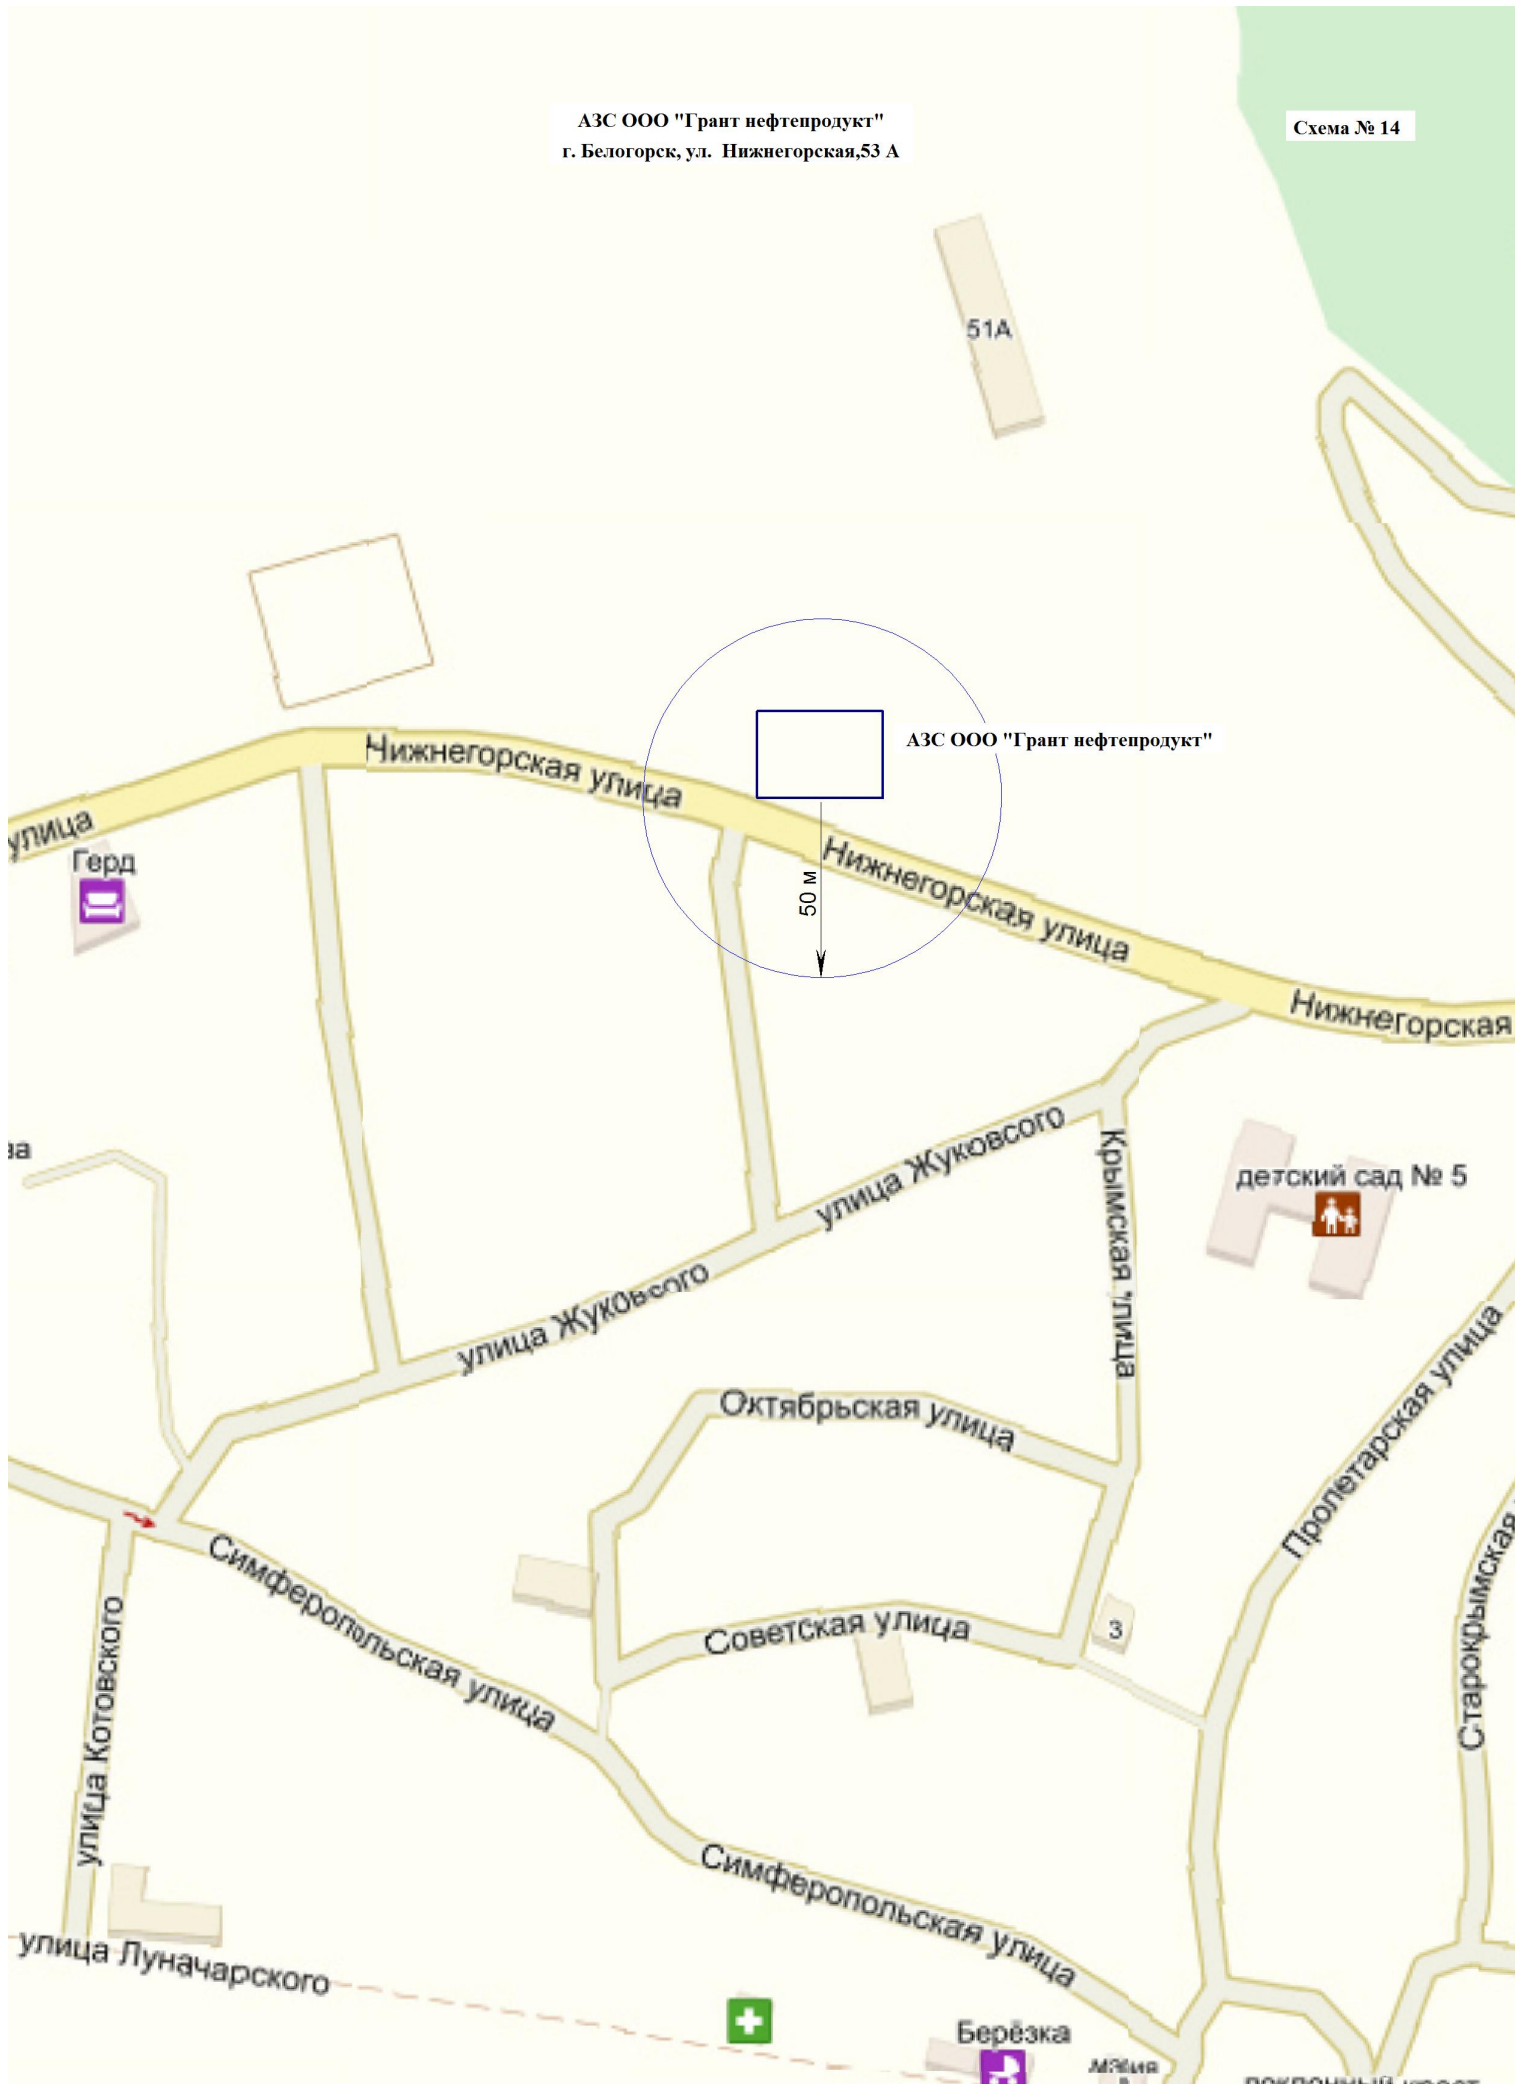 АЗС ООО "Грант нефтепродукт"
г. Белогорск, ул. Нижнегорская,53 А
Схема № 14
51А
АЗС ООО "Грант нефтепродукт"
Нижнегорская улица
улица
Нижнегорская улица
50 м
Герд
Нижнегорская
ва
детский сад № 5
улица Жуковсого
Крымская улица
улица Жуковсого
Октябрьская улица
Пролетарская улица
Симферопольская улица
Советская улица
3
Старокрымская
улица Котовского
Симферопольская улица
улица Луначарского
Берёзка